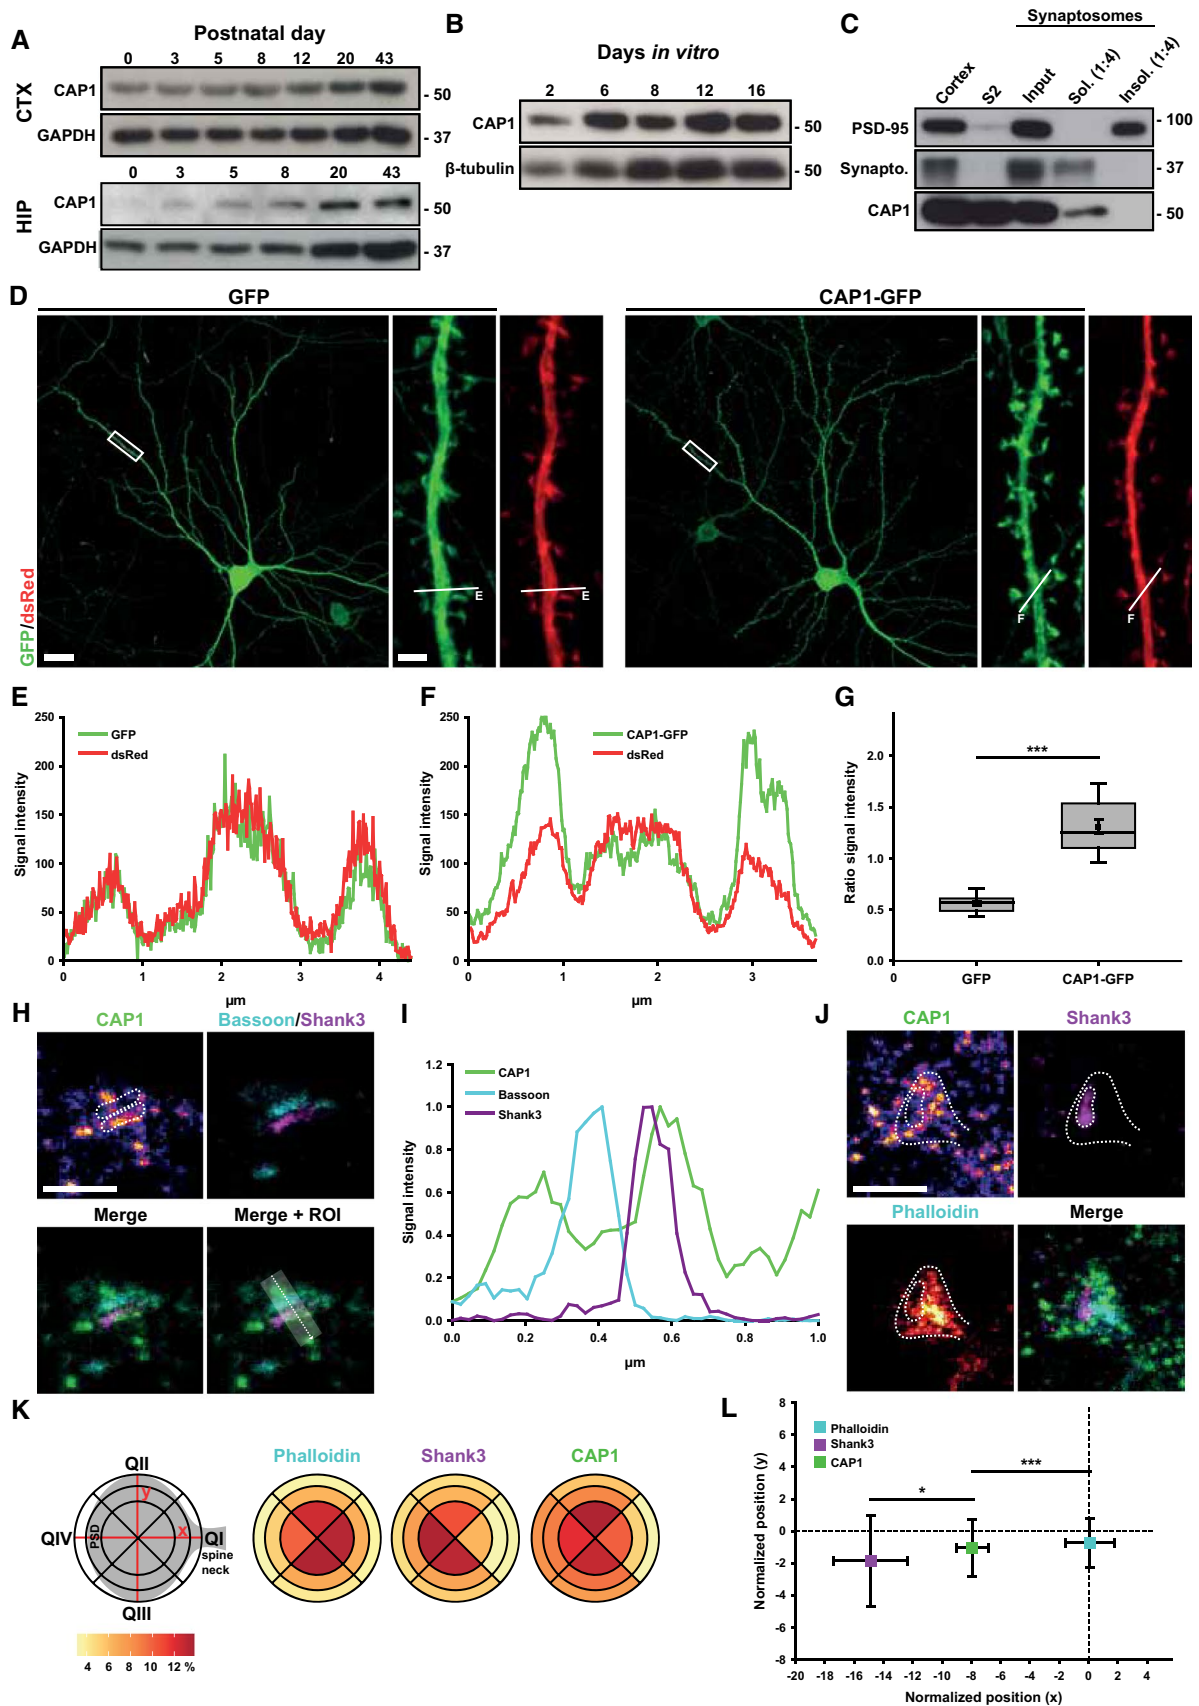 A
Postnatal day
0 3 5 8 12 20 43
CTX
CAP1
- 50
GAPDH
- 37
0 3 5 8 20 43
HIP
CAP1
- 50
GAPDH
- 37
B
Days in vitro
2 6 8 12 16
CAP1
- 50
β-tubulin
- 50
C
Synaptosomes
Cortex S2 Input Sol. (1:4) Insol. (1:4)
PSD-95
- 100
Synapto.
- 37
CAP1
- 50
D
GFP
CAP1-GFP
GFP/dsRed
E
E
F
F
E
250
200
150
100
50
0
Signal intensity
GFP
dsRed
0 1 2 3 4
µm
F
250
200
150
100
50
0
Signal intensity
CAP1-GFP
dsRed
0 1 2 3
µm
G
2.0
1.5
1.0
0.5
0.0
Ratio signal intensity
***
0 GFP CAP1-GFP
H
CAP1
Bassoon/Shank3
Merge
Merge + ROI
I
1.2
1.0
0.8
0.6
0.4
0.2
0.0
Signal intensity
CAP1
Bassoon
Shank3
0.0 0.2 0.4 0.6 0.8 1.0
µm
J
CAP1
Shank3
Phalloidin
Merge
K
QII
y
QIV
PSD
x
QI
spine
neck
QIII
Phalloidin
Shank3
CAP1
4 6 8 10 12 %
L
8
6
4
2
0
-2
-4
-6
-8
Normalized position (y)
Phalloidin
Shank3
CAP1
*
***
-20 -18 -16 -14 -12 -10 -8 -6 -4 -2 0 2 4
Normalized position (x)